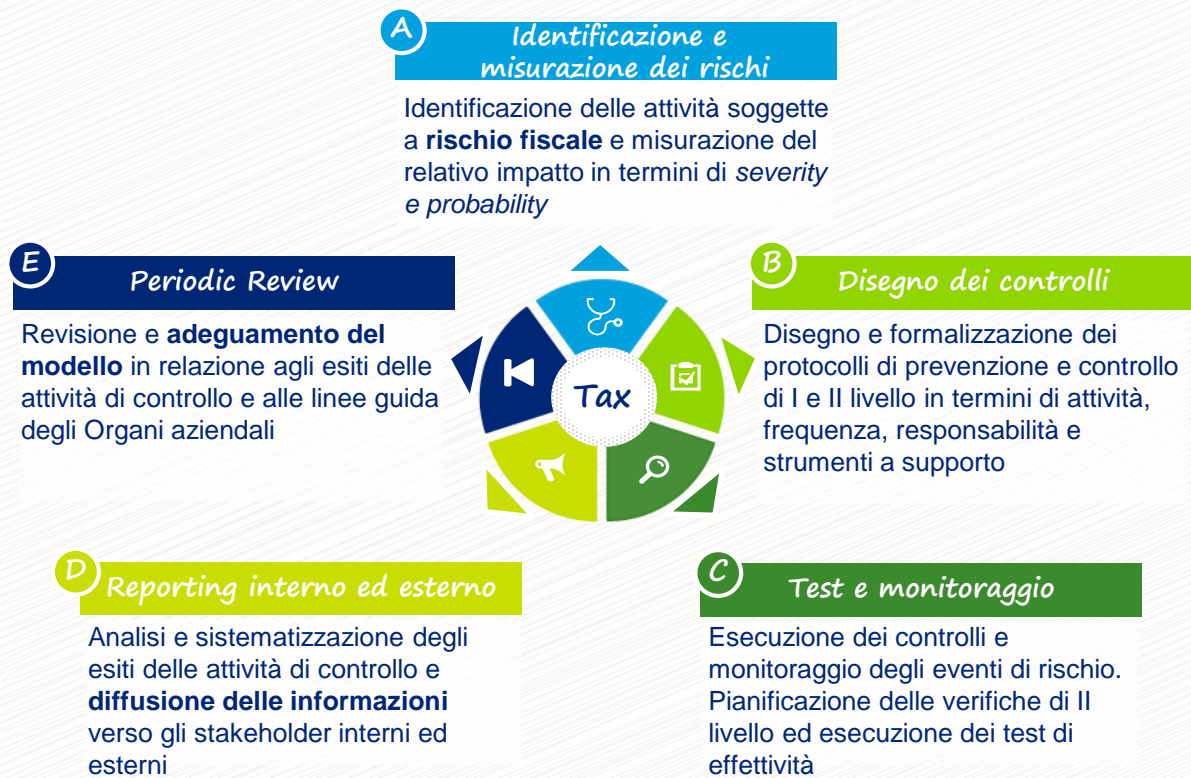 A
Identificazione e
misurazione dei rischi
Identificazione delle attività soggette
a rischio fiscale e misurazione del
relativo impatto in termini di severity
e probability
E
Periodic Review
Revisione e adeguamento del
modello in relazione agli esiti delle
attività di controllo e alle linee guida
degli Organi aziendali
Tax
B
Disegno dei controlli
Disegno e formalizzazione dei
protocolli di prevenzione e controllo
di I e II livello in termini di attività,
frequenza, responsabilità e
strumenti a supporto
D
Reporting interno ed esterno
Analisi e sistematizzazione degli
esiti delle attività di controllo e
diffusione delle informazioni
verso gli stakeholder interni ed
esterni
C
Test e monitoraggio
Esecuzione dei controlli e
monitoraggio degli eventi di rischio.
Pianificazione delle verifiche di II
livello ed esecuzione dei test di
effettività